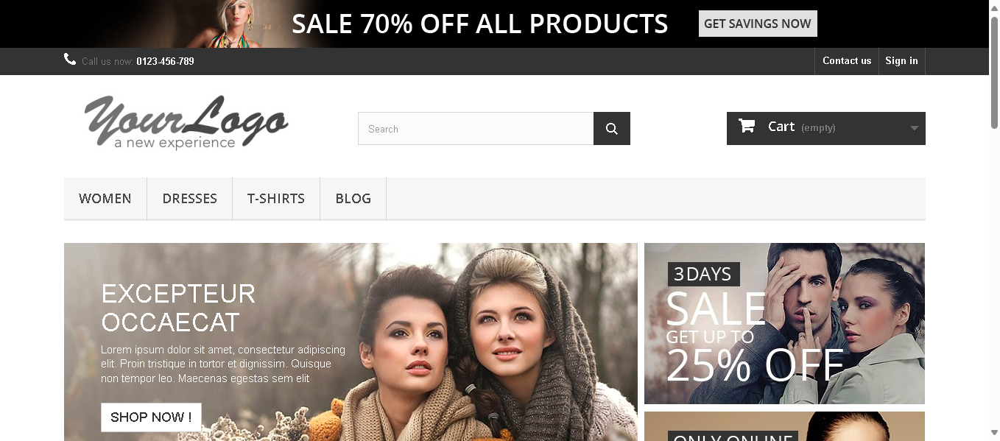 SALE 70% OFF ALL PRODUCTS
GET SAVINGS NOW
Call us now: 0123-456-789
Contact us
Sign in
YourLogo
a new experience
Search
Cart (empty)
WOMEN
DRESSES
T-SHIRTS
BLOG
EXCEPTEUR
OCCAECAT
Lorem ipsum dolor sit amet, consectetur adipiscing
elit. Proin tristique in tortor et dignissim. Quisque
non tempor leo. Maecenas egestas sem elit
SHOP NOW !
3DAYS
SALE
GET UP TO
25% OFF
ONLY ONLINE